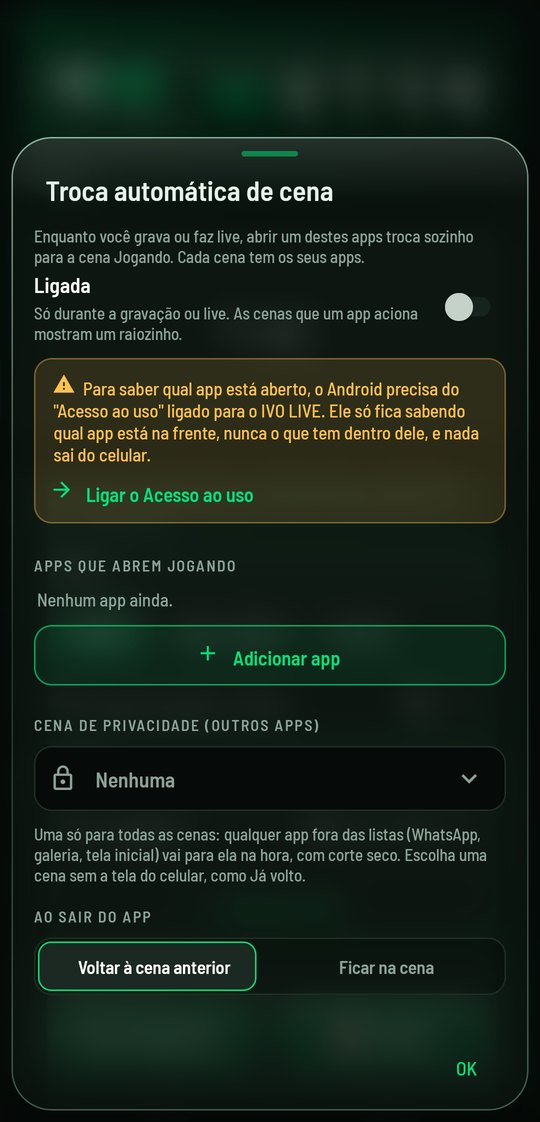 Troca automática de cena
Enquanto você grava ou faz live, abrir um destes apps troca sozinho
para a cena Jogando. Cada cena tem os seus apps.
Ligada
Só durante a gravação ou live. As cenas que um app aciona
mostram um raiozinho.
Para saber qual app está aberto, o Android precisa do
"Acesso ao uso" ligado para o IVO LIVE. Ele só fica sabendo
qual app está na frente, nunca o que tem dentro dele, e nada
sai do celular.
Ligar o Acesso ao uso
APPS QUE ABREM JOGANDO
Nenhum app ainda.
Adicionar app
CENA DE PRIVACIDADE (OUTROS APPS)
Nenhuma
Uma só para todas as cenas: qualquer app fora das listas (WhatsApp,
galeria, tela inicial) vai para ela na hora, com corte seco. Escolha uma
cena sem a tela do celular, como Já volto.
AO SAIR DO APP
Voltar à cena anterior
Ficar na cena
OK